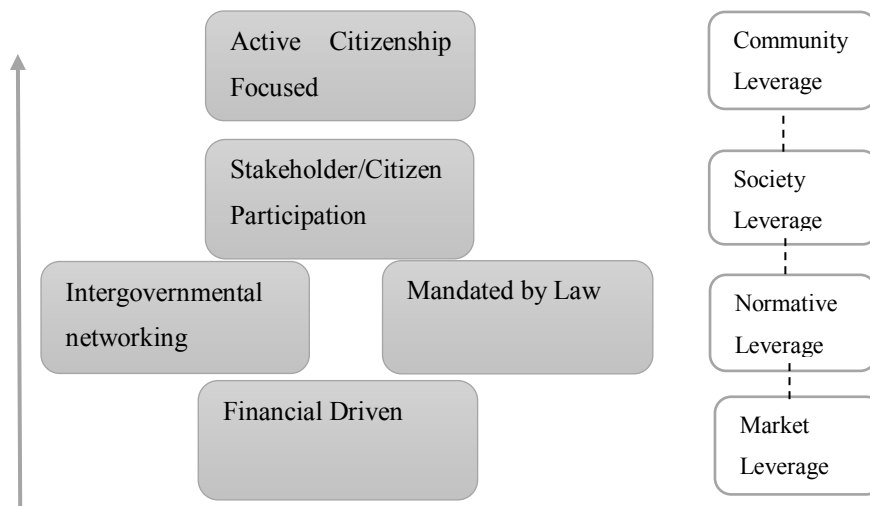 Active Citizenship
Focused
Community
Leverage
Stakeholder/Citizen
Participation
Society
Leverage
Intergovernmental
networking
Mandated by Law
Normative
Leverage
Financial Driven
Market
Leverage